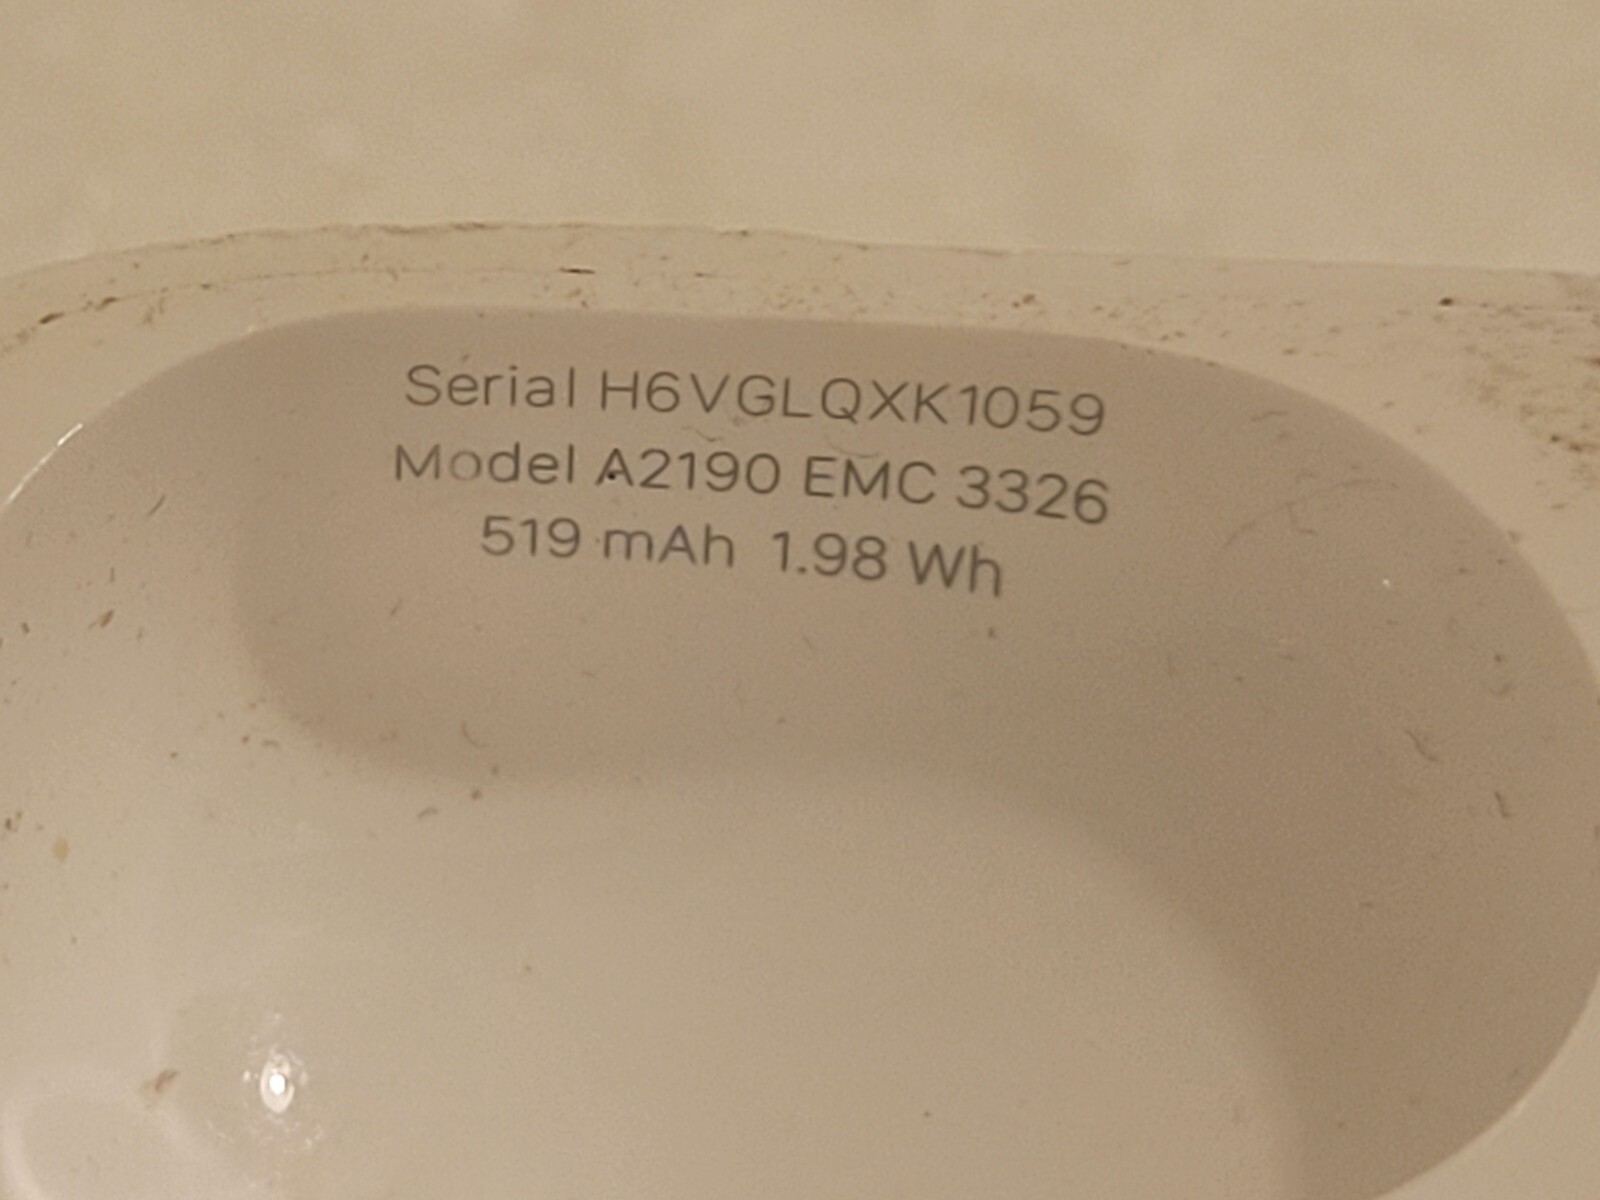 Serial H6VGLQXK1059
Model A2190 EMC 3326
519 mAh 1.98 Wh